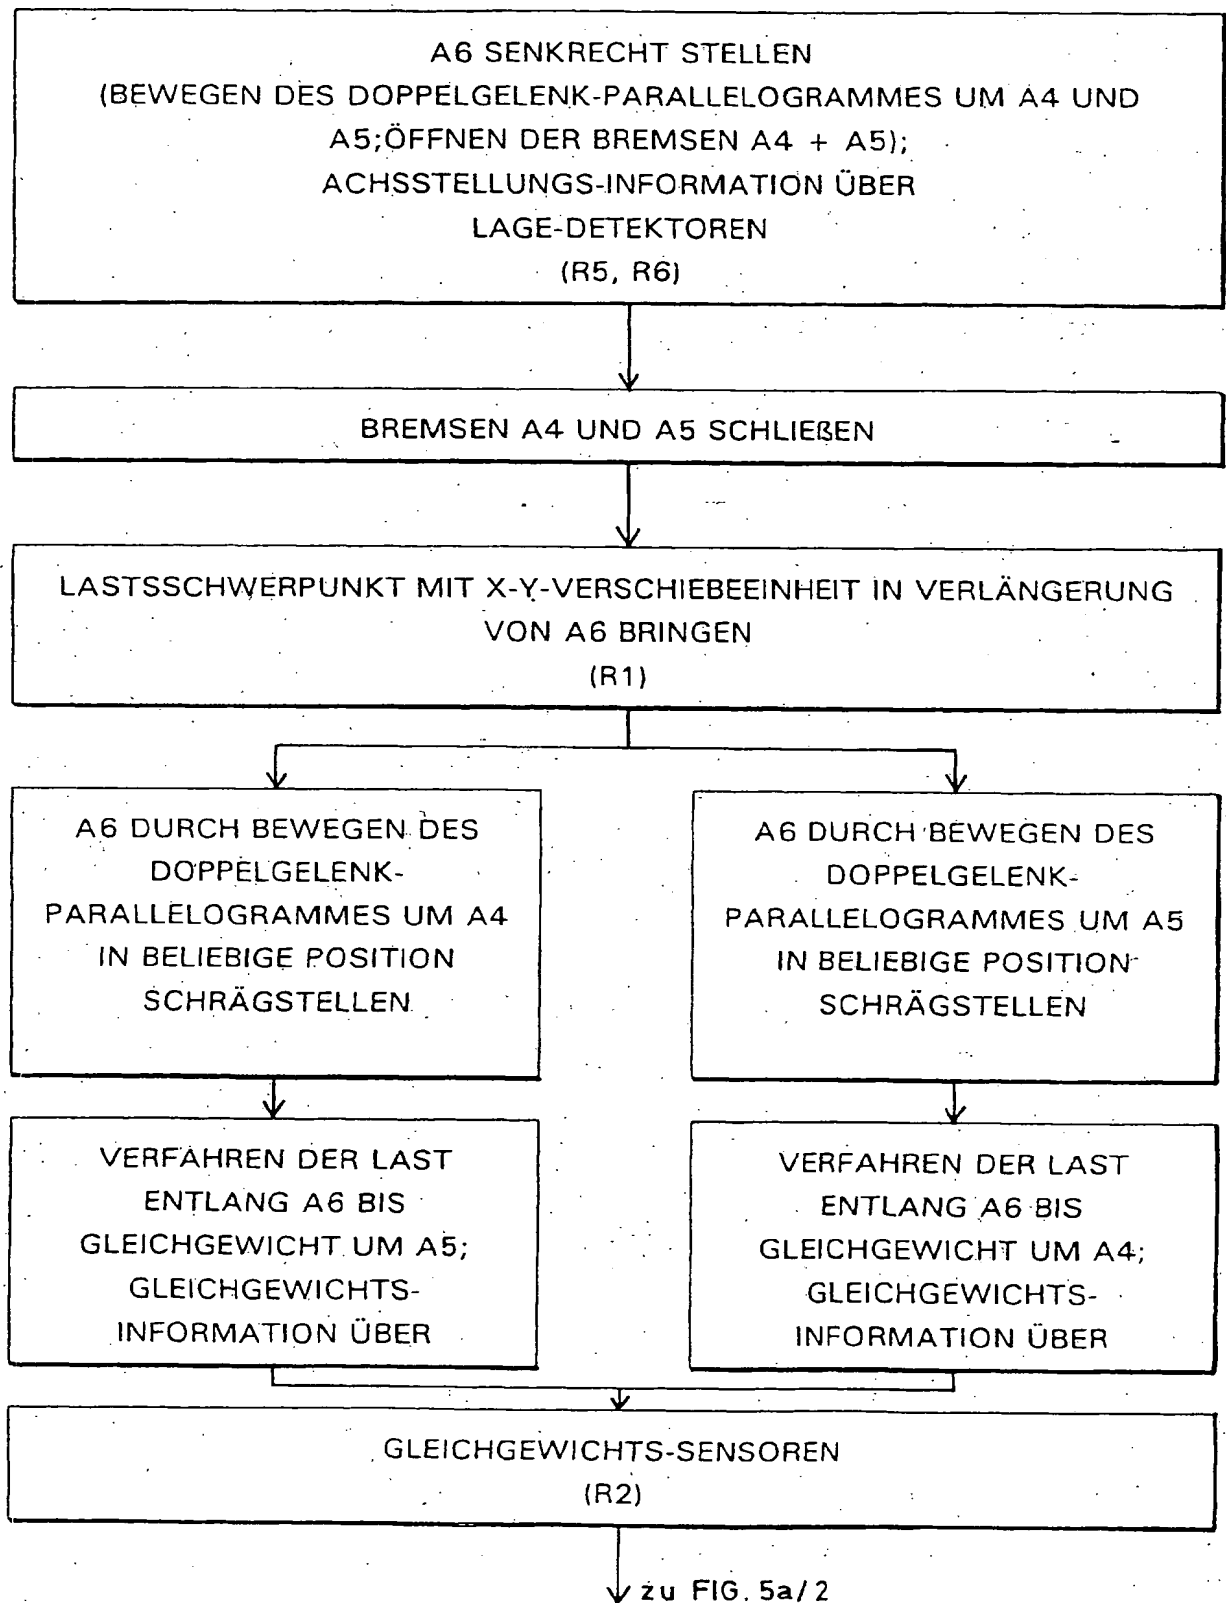 A6 SENKRECHT STELLEN
(BEWEGEN DES DOPPELGELENK-PARALLELOGRAMMES UM A4 UND
A5;ÖFFNEN DER BREMSEN A4 + A5);
ACHSSTELLUNGS-INFORMATION ÜBER
LAGE-DETEKTOREN
(R5, R6)
BREMSEN A4 UND A5 SCHLIEßEN
LASTSSCHWERPUNKT MIT X-Y-VERSCHIEBEEINHEIT IN VERLÄNGERUNG
VON A6 BRINGEN
(R1)
A6 DURCH BEWEGEN DES
DOPPELGELENK-
PARALLELOGRAMMES UM A4
IN BELIEBIGE POSITION
SCHRÄGSTELLEN
A6 DURCH BEWEGEN DES
DOPPELGELENK-
PARALLELOGRAMMES UM A5
IN BELIEBIGE POSITION
SCHRÄGSTELLEN
VERFAHREN DER LAST
ENTLANG A6 BIS
GLEICHGEWICHT UM A5;
GLEICHGEWICHTS-
INFORMATION ÜBER
VERFAHREN DER LAST
ENTLANG A6 BIS
GLEICHGEWICHT UM A4;
GLEICHGEWICHTS-
INFORMATION ÜBER
GLEICHGEWICHTS-SENSOREN
(R2)
zu FIG. 5a/2